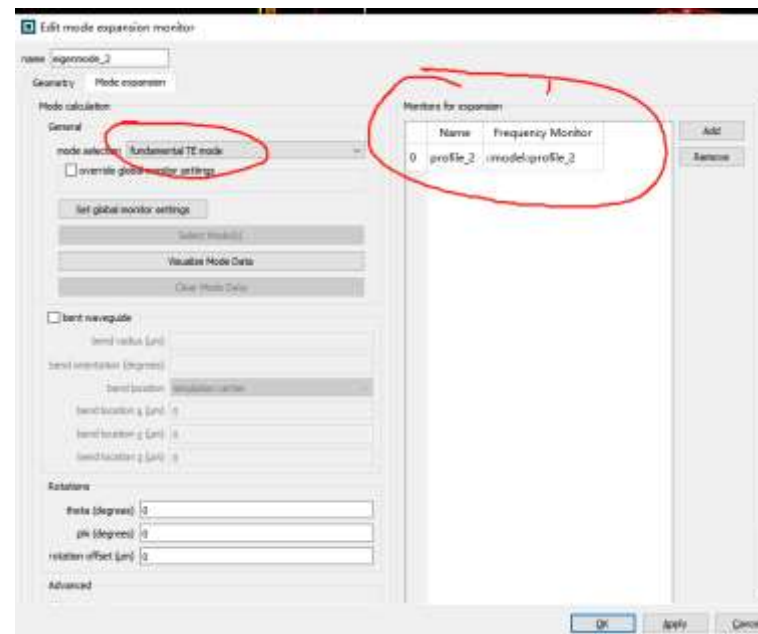 Edit mode expansion monitor
name eigenmode_2
Geometry Mode expansion
Mode calculation
General
mode selection fundamental TE mode
override global monitor settings
Set global monitor settings
Select Mode(s)
Visualize Mode Data
Clear Mode Data
bent waveguide
bend radius (µm)
bend orientation (degrees)
bend location simulation center
bend location x (µm) 0
bend location y (µm) 0
bend location z (µm) 0
Rotations
theta (degrees) 0
phi (degrees) 0
rotation offset (µm) 0
Advanced
Monitors for expansion
Name Frequency Monitor
0 profile_2 ::model::profile_2
Add
Remove
OK Apply Cance